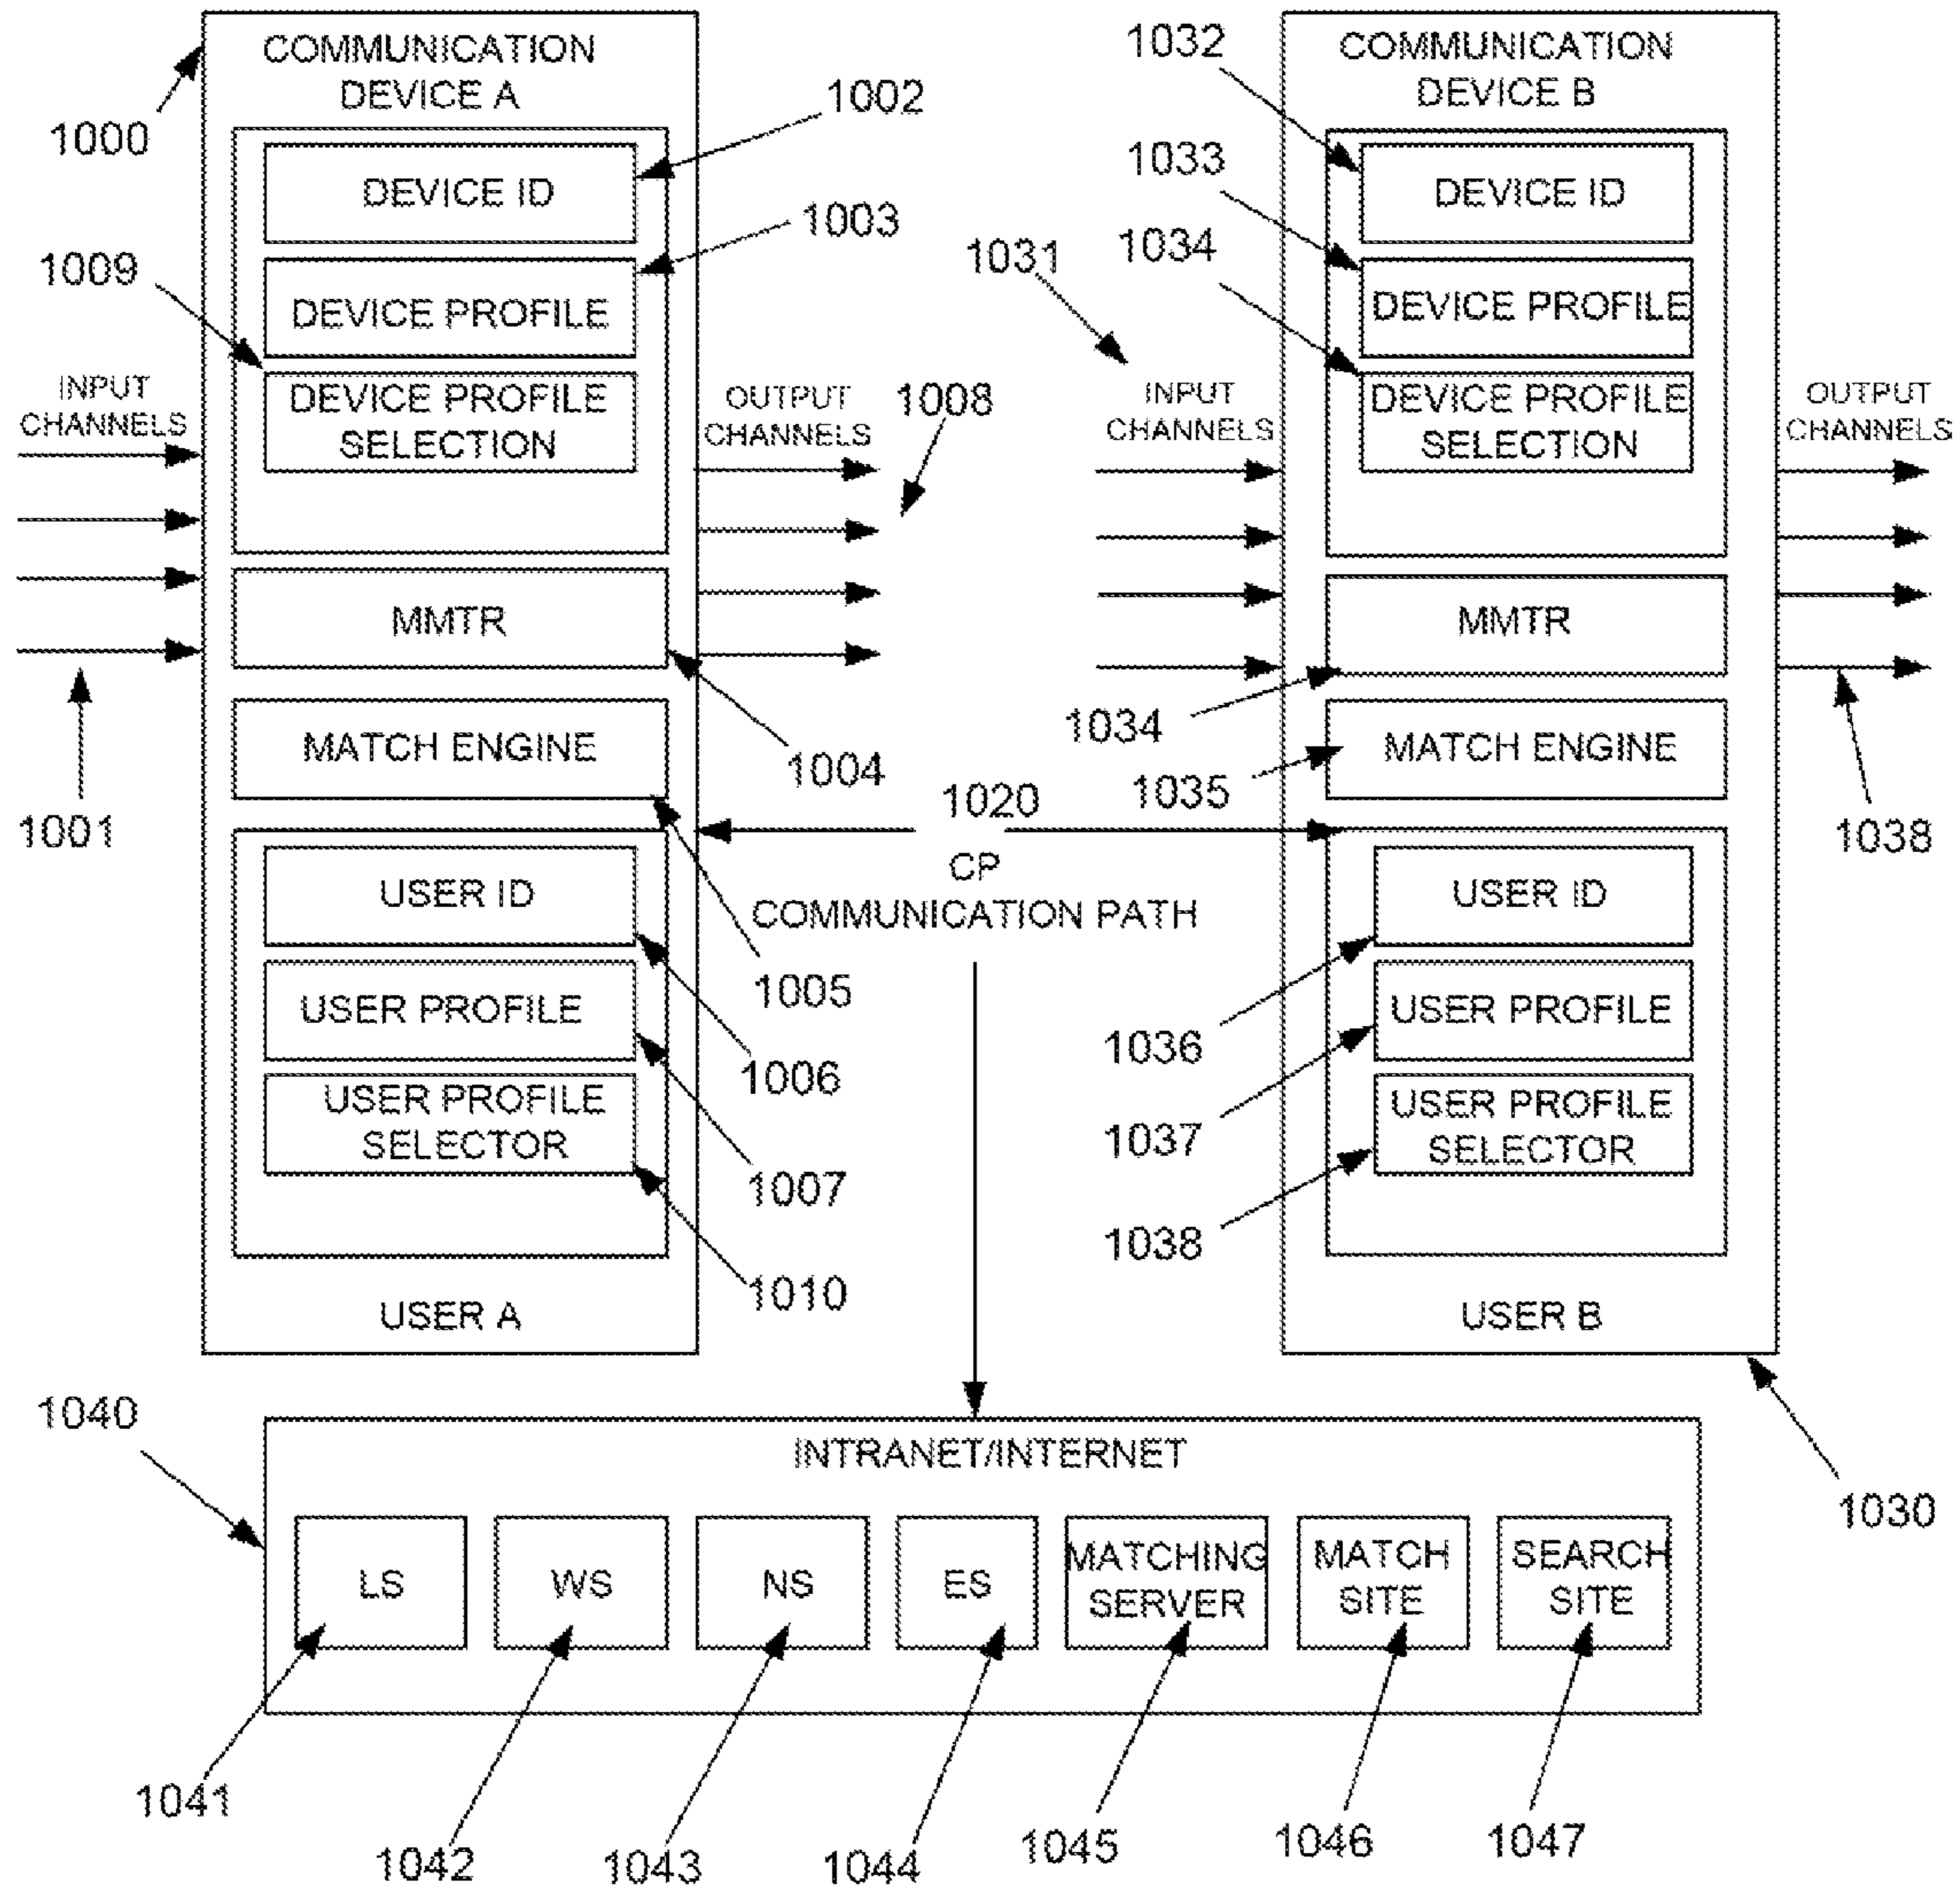 COMMUNICATION
DEVICE A
1000
1002
DEVICE ID
1003
DEVICE PROFILE
1009
DEVICE PROFILE
SELECTION
INPUT
CHANNELS
1001
OUTPUT
CHANNELS
1008
MMTR
1004
MATCH ENGINE
1005
USER ID
1006
USER PROFILE
1007
USER PROFILE
SELECTOR
1010
USER A
1020
CP
COMMUNICATION PATH
COMMUNICATION
DEVICE B
1032
DEVICE ID
1033
DEVICE PROFILE
1034
DEVICE PROFILE
SELECTION
1031
INPUT
CHANNELS
OUTPUT
CHANNELS
1038
MMTR
1034
MATCH ENGINE
1035
USER ID
1036
USER PROFILE
1037
USER PROFILE
SELECTOR
1038
USER B
1030
1040
INTRANET/INTERNET
LS
WS
NS
ES
MATCHING
SERVER
MATCH
SITE
SEARCH
SITE
1041
1042
1043
1044
1045
1046
1047